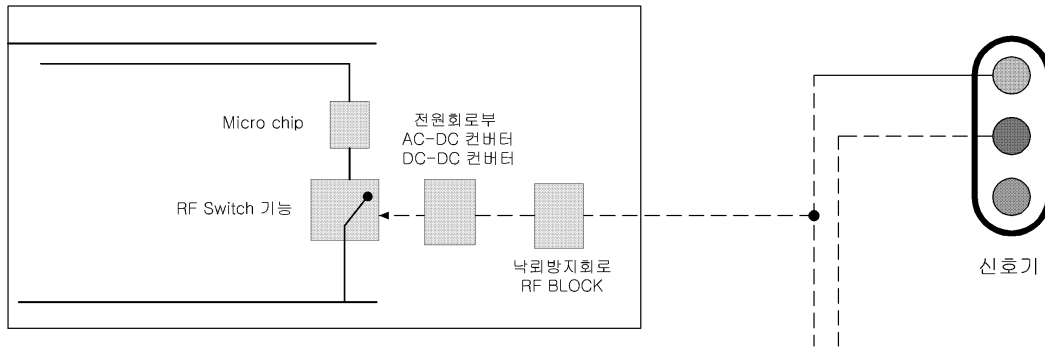 Micro chip
전원회로부
AC-DC 컨버터
DC-DC 컨버터
RF Switch 기능
낙뢰방지회로
RF BLOCK
신호기